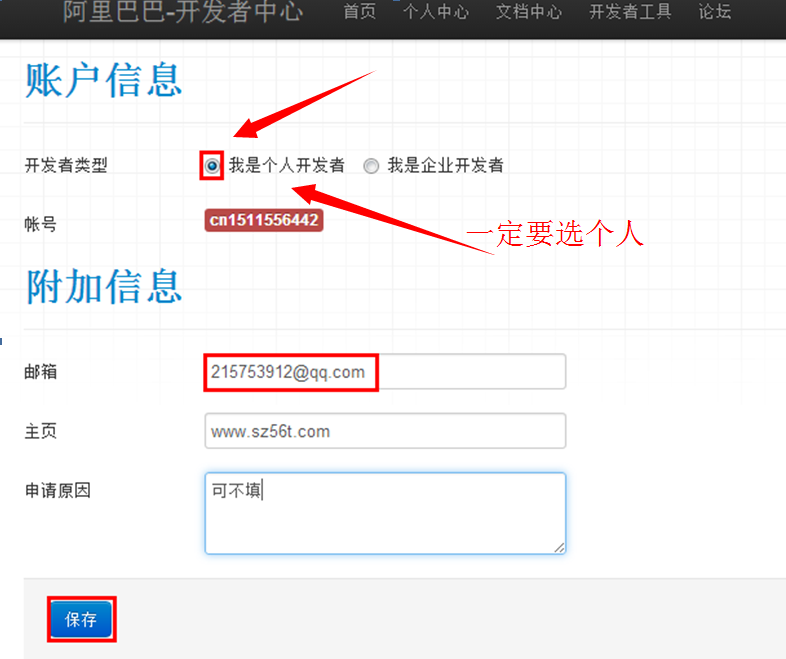 阿里巴巴-开发者中心 首页 个人中心 文档中心 开发者工具 论坛
账户信息
开发者类型 我是个人开发者 我是企业开发者
帐号 cn1511556442
一定要选个人
附加信息
邮箱 215753912@qq.com
主页 www.sz56t.com
申请原因 可不填
保存